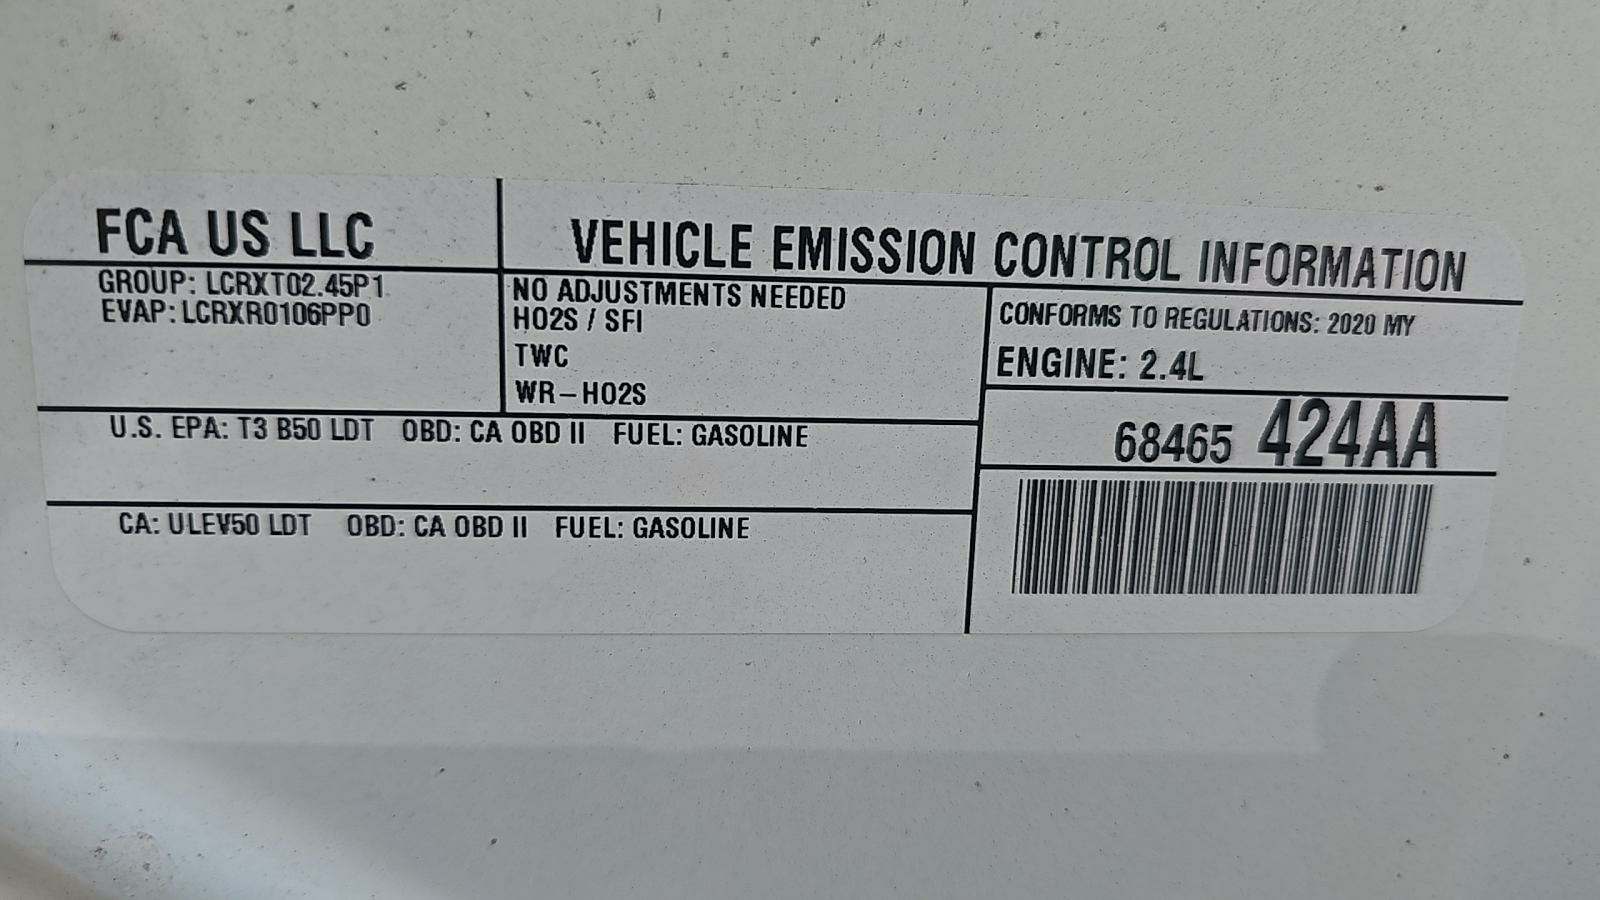 FCA US LLC
VEHICLE EMISSION CONTROL INFORMATION
GROUP: LCRXT02.45P1
EVAP: LCRXR0106PP0
NO ADJUSTMENTS NEEDED
HO2S / SFI
TWC
WR-HO2S
CONFORMS TO REGULATIONS: 2020 MY
ENGINE: 2.4L
U.S. EPA: T3 B50 LDT OBD: CA OBD II FUEL: GASOLINE
68465 424AA
CA: ULEV50 LDT OBD: CA OBD II FUEL: GASOLINE